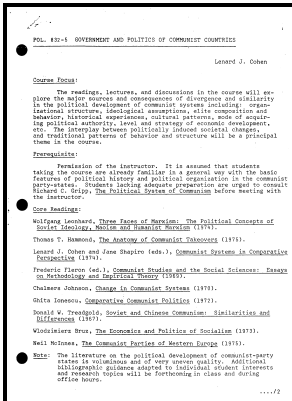 POL. 832-5 GOVERNMENT AND POLITICS OF COMMUNIST COUNTRIES
Lenard J. Cohen
Course Focus:
The readings, lectures, and discussions in the course will ex-
plore the major sources and consequences of divergence and similarity
in the political development of communist systems including: organ-
izational structure, ideological assumptions, elite composition and
behavior, historical experiences, cultural patterns, mode of acquir-
ing political authority, level and strategy of economic development,
etc. The interplay between politically induced societal changes,
and traditional patterns of behavior and structure will be a principal
theme in the course.
Prerequisite:
Permission of the instructor. It is assumed that students
taking the course are already familiar in a general way with the basic
features of political history and political organization in the communist
party-states. Students lacking adequate preparation are urged to consult
Richard C. Gripp, The Political System of Communism before meeting with
the instructor.
Core Readings:
Wolfgang Leonhard, Three Faces of Marxism: The Political Concepts of
Soviet Ideology, Maoism and Humanist Marxism (1974).
Thomas T. Hammond, The Anatomy of Communist Takeovers (1975).
Lenard J. Cohen and Jane Shapiro (eds.), Communist Systems in Comparative
Perspective (1974).
Frederic Fleron (ed.), Communist Studies and the Social Sciences: Essays
on Methodology and Empirical Theory (1969).
Chalmers Johnson, Change in Communist Systems (1970).
Ghita Ionescu, Comparative Communist Politics (1972).
Donald W. Treadgold, Soviet and Chinese Communism: Similarities and
Differences (1967).
Wlodzimierz Brus, The Economics and Politics of Socialism (1973).
Neil McInnes, The Communist Parties of Western Europe (1975).
Note: The literature on the political development of communist-party
states is voluminous and of very uneven quality. Additional
bibliographic guidance adapted to individual student interests
and research topics will be forthcoming in class and during
office hours.
..../2